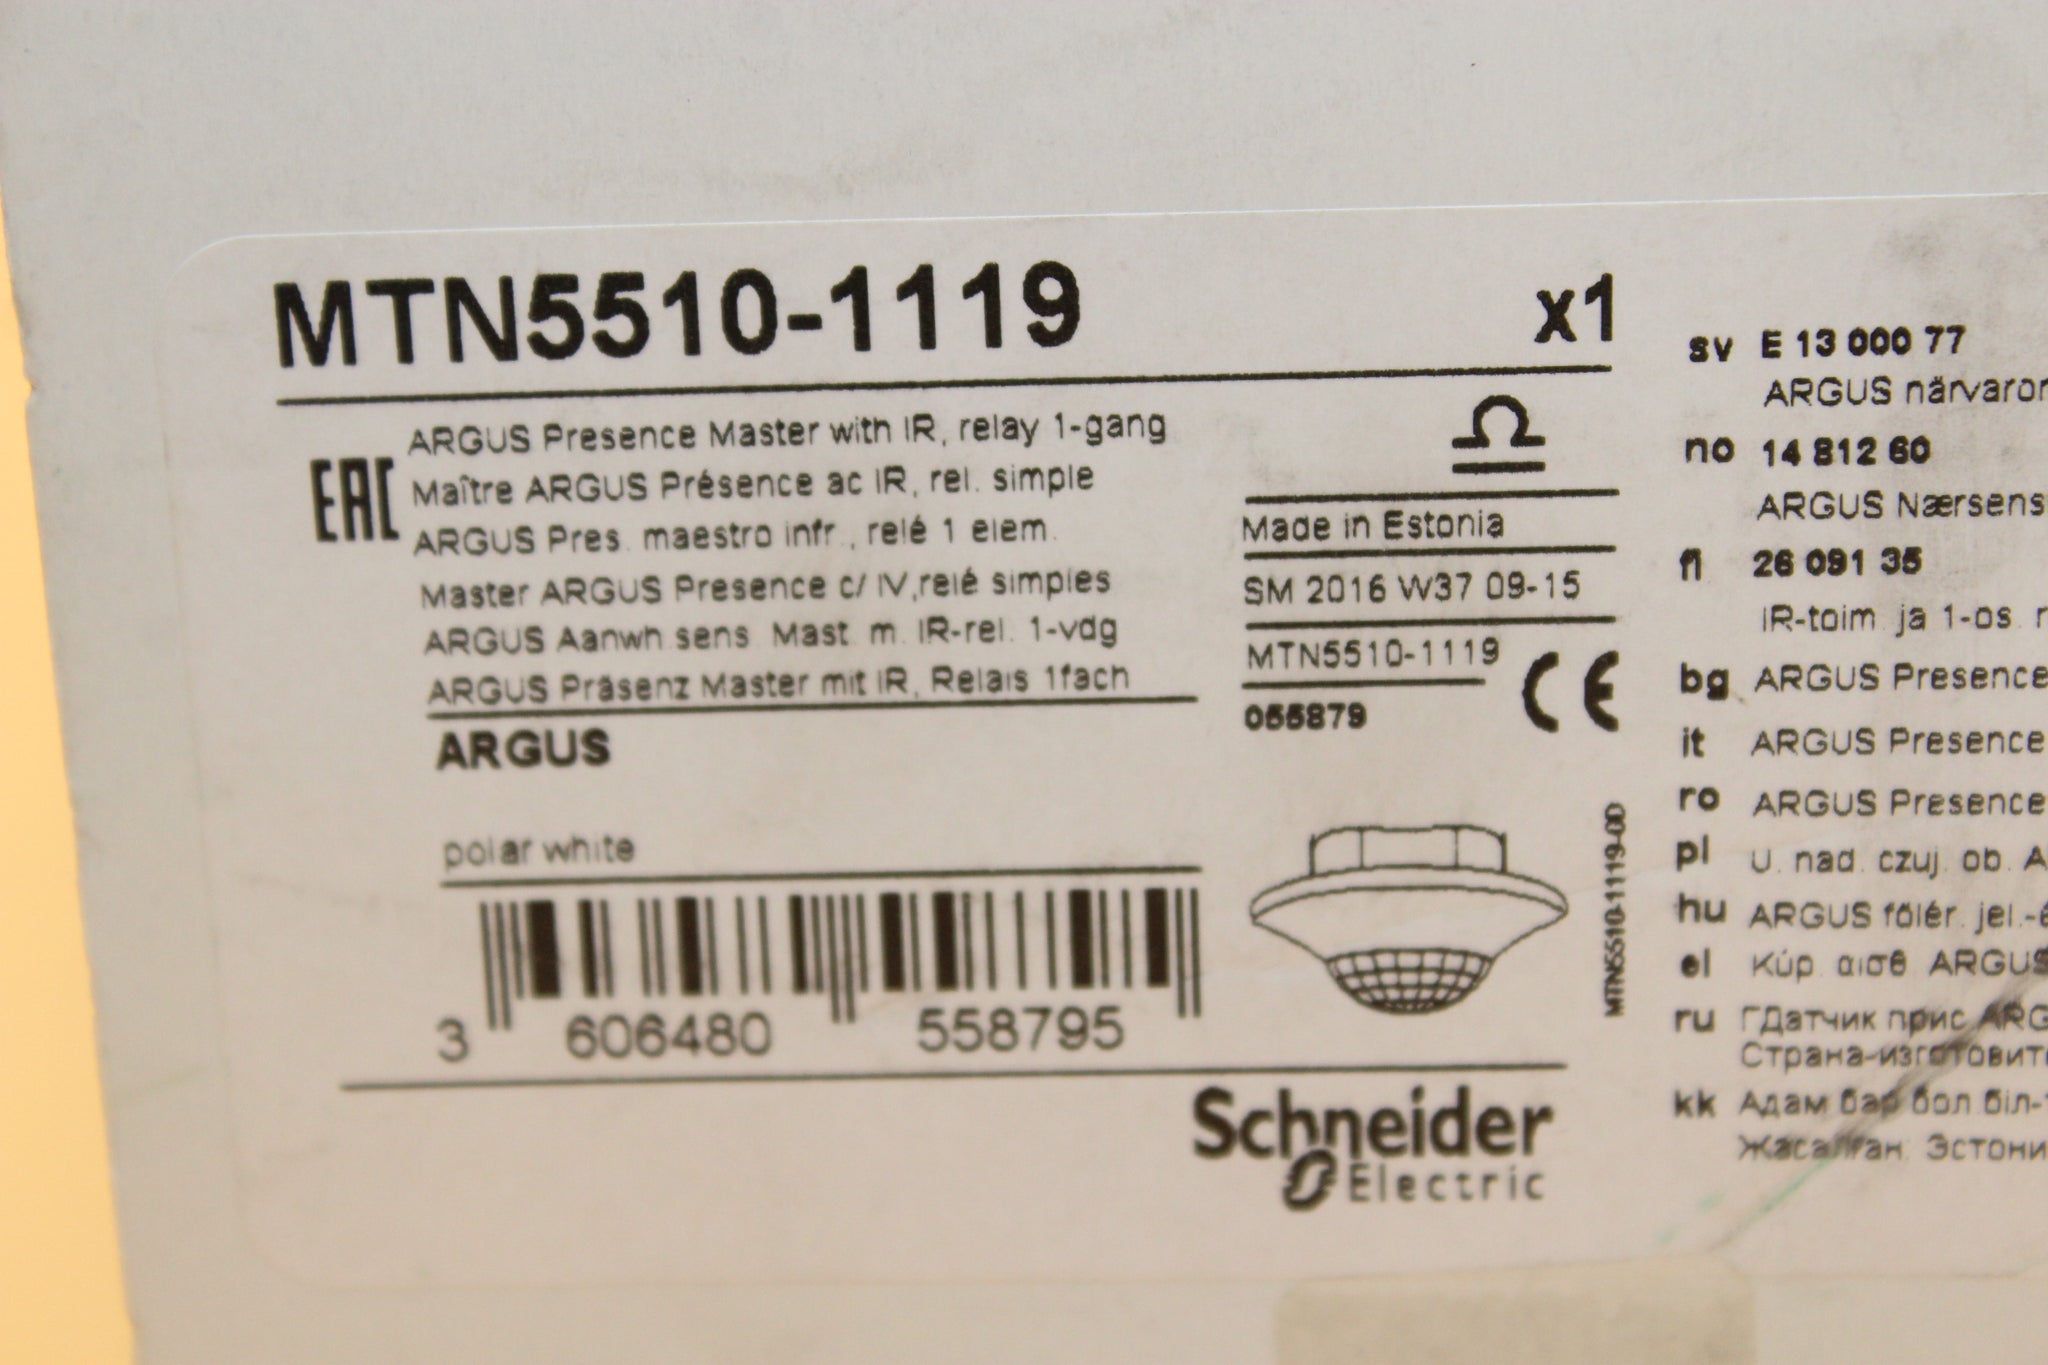 MTN5510-1119
x1
EAC
ARGUS Presence Master with IR, relay 1-gang
Maître ARGUS Présence ac IR, rel. simple
ARGUS Pres. maestro infr., relé 1 elem.
Master ARGUS Presence c/ IV,relé simples
ARGUS Aanwh.sens. Mast. m. IR-rel. 1-vdg
ARGUS Präsenz Master mit IR, Relais 1fach
ARGUS
polar white
3 606480 558795
Made in Estonia
SM 2016 W37 09-15
MTN5510-1119
CE
055879
MTN5510-1119-00
Schneider
Electric
sv E 13 000 77
ARGUS närvaron
no 14 812 60
ARGUS Nærsens
fi 26 091 35
IR-toim. ja 1-os. r
bg ARGUS Presence
it ARGUS Presence
ro ARGUS Presence
pl U. nad. czuj. ob. A
hu ARGUS fölér. jel.-é
el Κύρ. αισθ. ARGUS
ru ГДатчик прис ARG
Страна-изготовите
kk Адам бар бол.біл-
Жасалған: Эстони